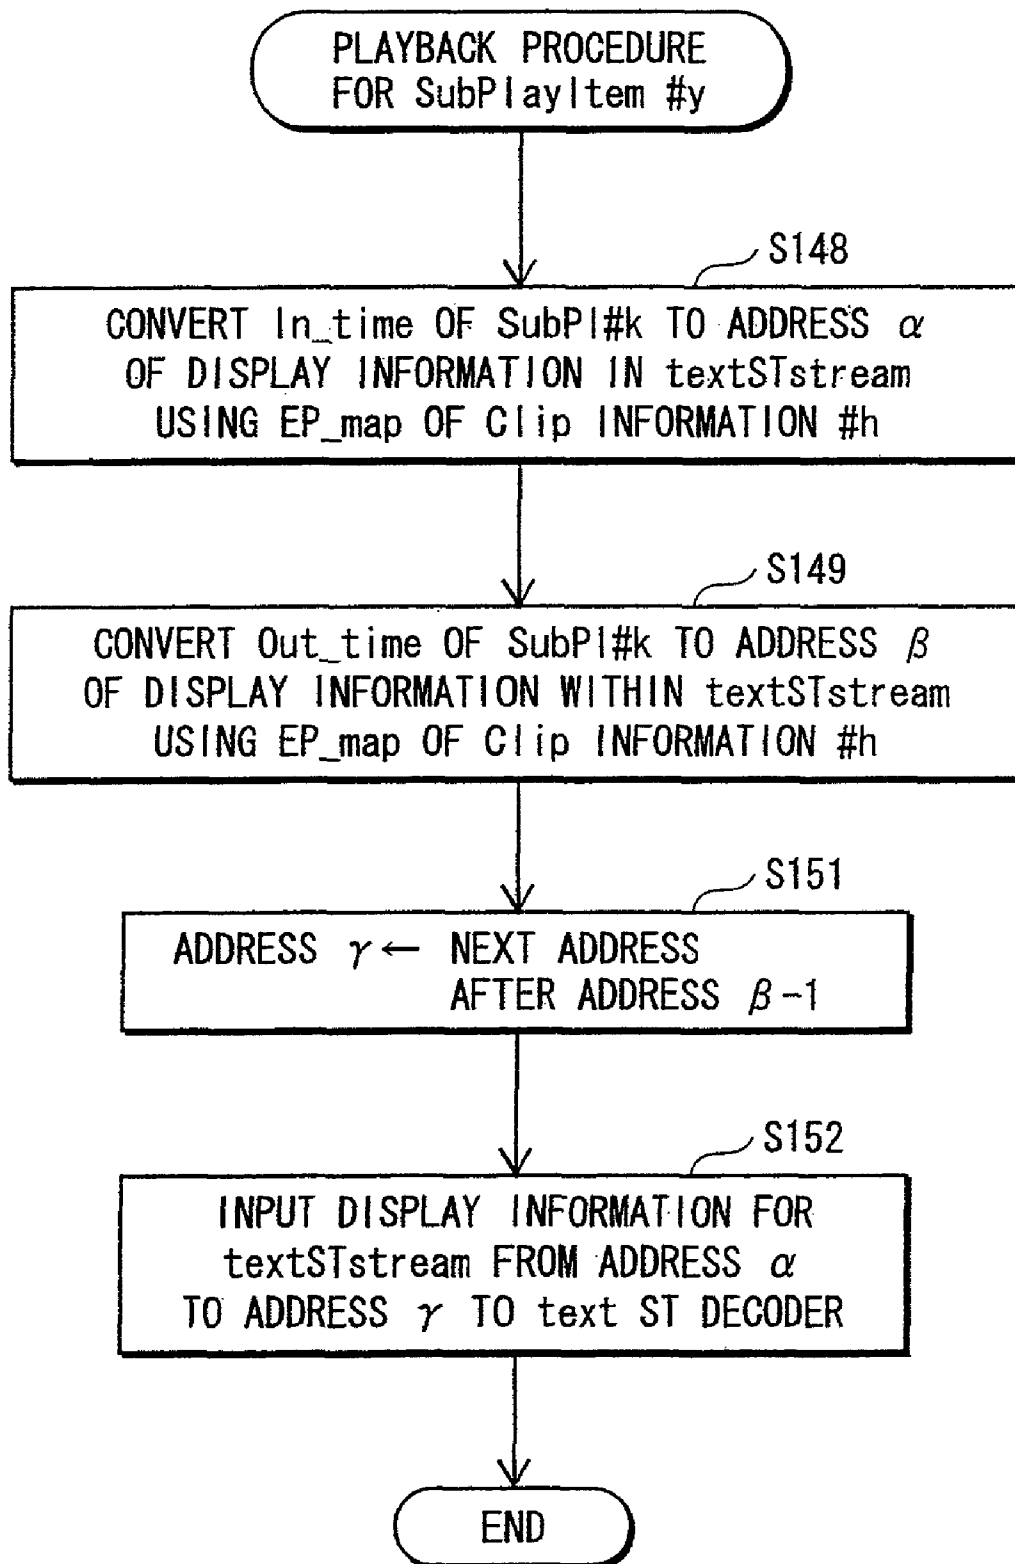 PLAYBACK PROCEDURE
FOR SubPlayItem #y
S148
CONVERT In_time OF SubPI#k TO ADDRESS α
OF DISPLAY INFORMATION IN textSTstream
USING EP_map OF Clip INFORMATION #h
S149
CONVERT Out_time OF SubPI#k TO ADDRESS β
OF DISPLAY INFORMATION WITHIN textSTstream
USING EP_map OF Clip INFORMATION #h
S151
ADDRESS γ ← NEXT ADDRESS
AFTER ADDRESS β-1
S152
INPUT DISPLAY INFORMATION FOR
textSTstream FROM ADDRESS α
TO ADDRESS γ TO text ST DECODER
END